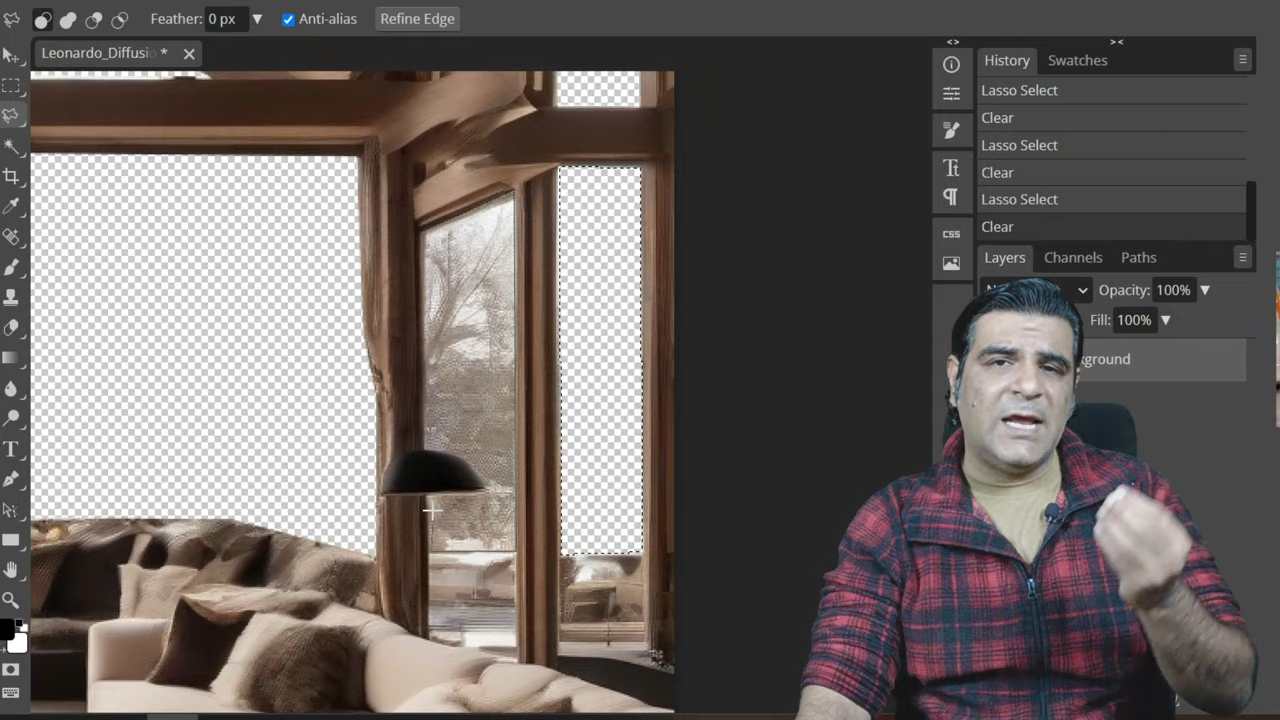 Feather: 0 px ▼ Anti-alias Refine Edge
Leonardo_Diffusio *
History Swatches
Lasso Select
Clear
Lasso Select
Clear
Lasso Select
Clear
CSS
Layers Channels Paths
Opacity: 100% ▼
Fill: 100% ▼
kground